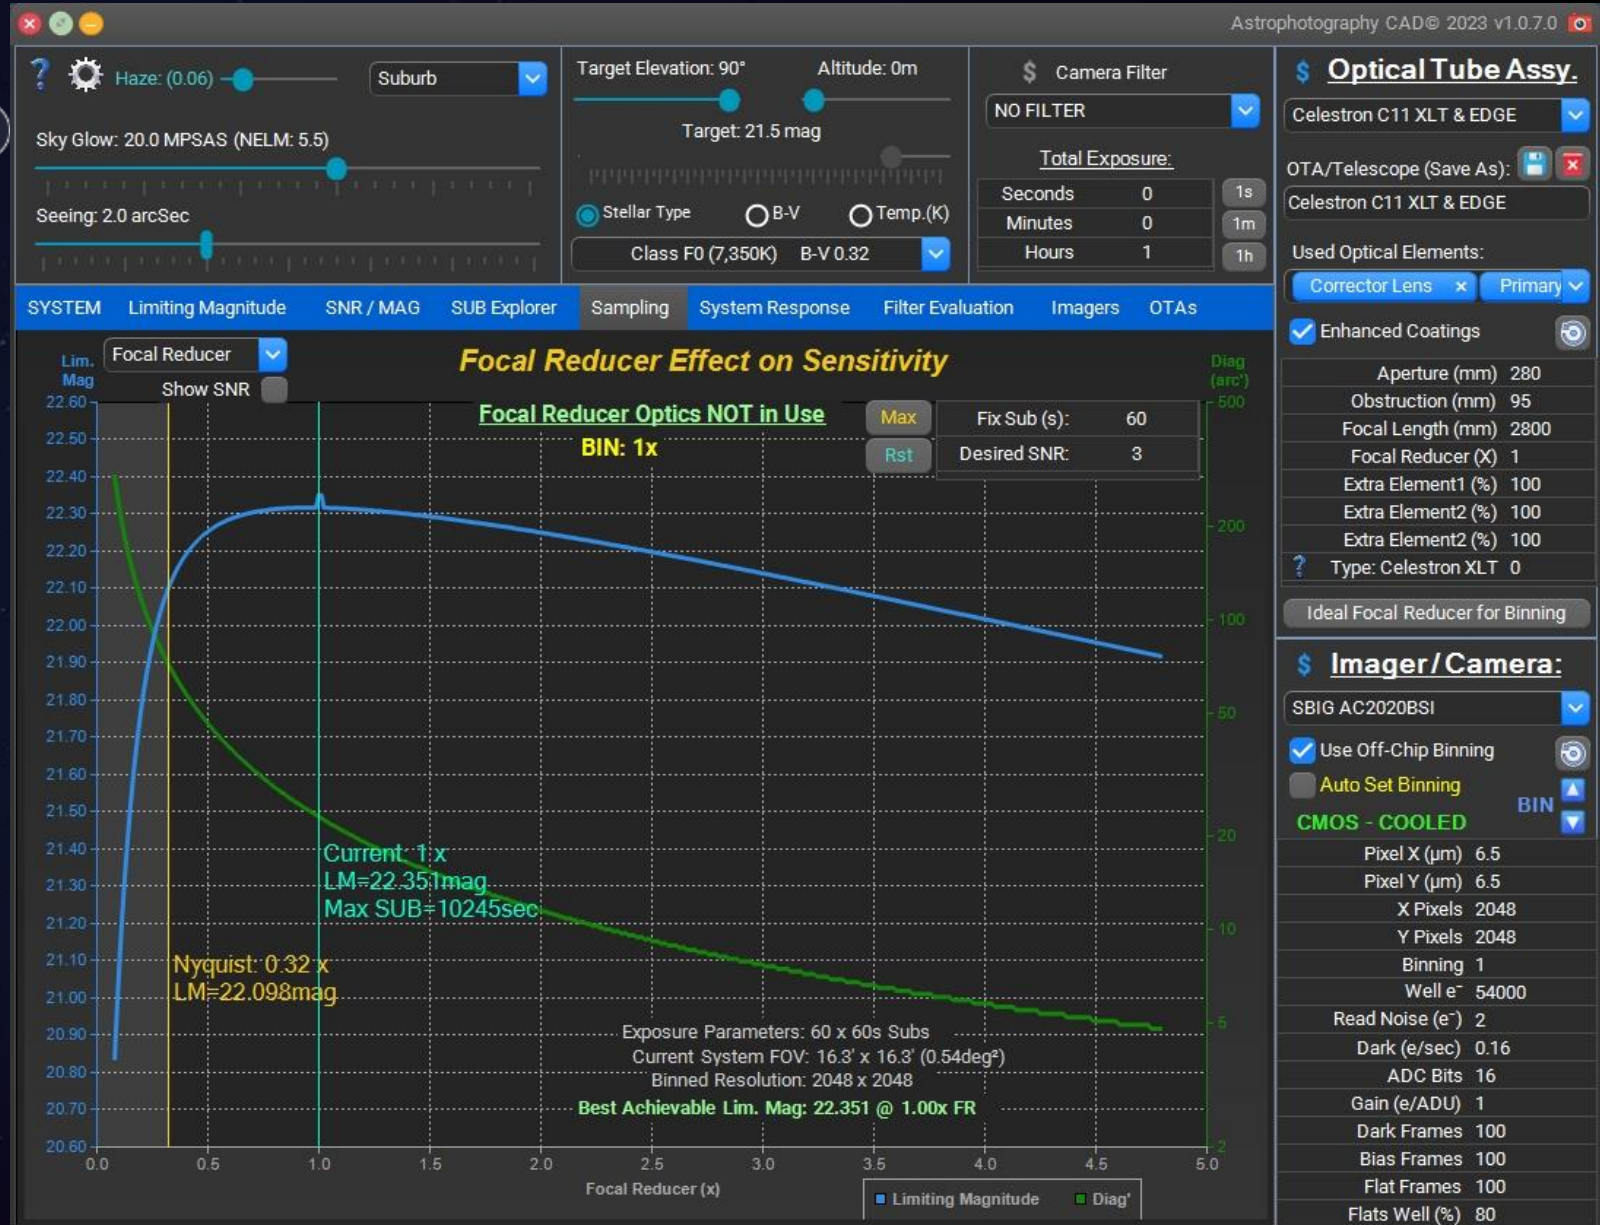 Astrophotography CAD© 2023 v1.0.7.0
? Haze: (0.06)
Suburb
Sky Glow: 20.0 MPSAS (NELM: 5.5)
Seeing: 2.0 arcSec
Target Elevation: 90°
Altitude: 0m
Target: 21.5 mag
Stellar Type
B-V
Temp.(K)
Class F0 (7,350K) B-V 0.32
$ Camera Filter
NO FILTER
Total Exposure:
Seconds 0 1s
Minutes 0 1m
Hours 1 1h
SYSTEM Limiting Magnitude SNR / MAG SUB Explorer Sampling System Response Filter Evaluation Imagers OTAs
Lim. Mag
Focal Reducer
Show SNR
Focal Reducer Effect on Sensitivity
Diag (arc')
Focal Reducer Optics NOT in Use
BIN: 1x
Max
Rst
Fix Sub (s): 60
Desired SNR: 3
22.60
22.50
22.40
22.30
22.20
22.10
22.00
21.90
21.80
21.70
21.60
21.50
21.40
21.30
21.20
21.10
21.00
20.90
20.80
20.70
20.60
500
200
100
50
20
10
5
2
Current: 1 x
LM=22.351mag
Max SUB=10245sec
Nyquist: 0.32 x
LM=22.098mag
Exposure Parameters: 60 x 60s Subs
Current System FOV: 16.3' x 16.3' (0.54deg²)
Binned Resolution: 2048 x 2048
Best Achievable Lim. Mag: 22.351 @ 1.00x FR
0.0 0.5 1.0 1.5 2.0 2.5 3.0 3.5 4.0 4.5 5.0
Focal Reducer (x)
Limiting Magnitude Diag'
$ Optical Tube Assy.
Celestron C11 XLT & EDGE
OTA/Telescope (Save As):
Celestron C11 XLT & EDGE
Used Optical Elements:
Corrector Lens × Primary
Enhanced Coatings
Aperture (mm) 280
Obstruction (mm) 95
Focal Length (mm) 2800
Focal Reducer (X) 1
Extra Element1 (%) 100
Extra Element2 (%) 100
Extra Element2 (%) 100
? Type: Celestron XLT 0
Ideal Focal Reducer for Binning
$ Imager/Camera:
SBIG AC2020BSI
Use Off-Chip Binning
Auto Set Binning
BIN
CMOS - COOLED
Pixel X (µm) 6.5
Pixel Y (µm) 6.5
X Pixels 2048
Y Pixels 2048
Binning 1
Well e⁻ 54000
Read Noise (e⁻) 2
Dark (e/sec) 0.16
ADC Bits 16
Gain (e/ADU) 1
Dark Frames 100
Bias Frames 100
Flat Frames 100
Flats Well (%) 80